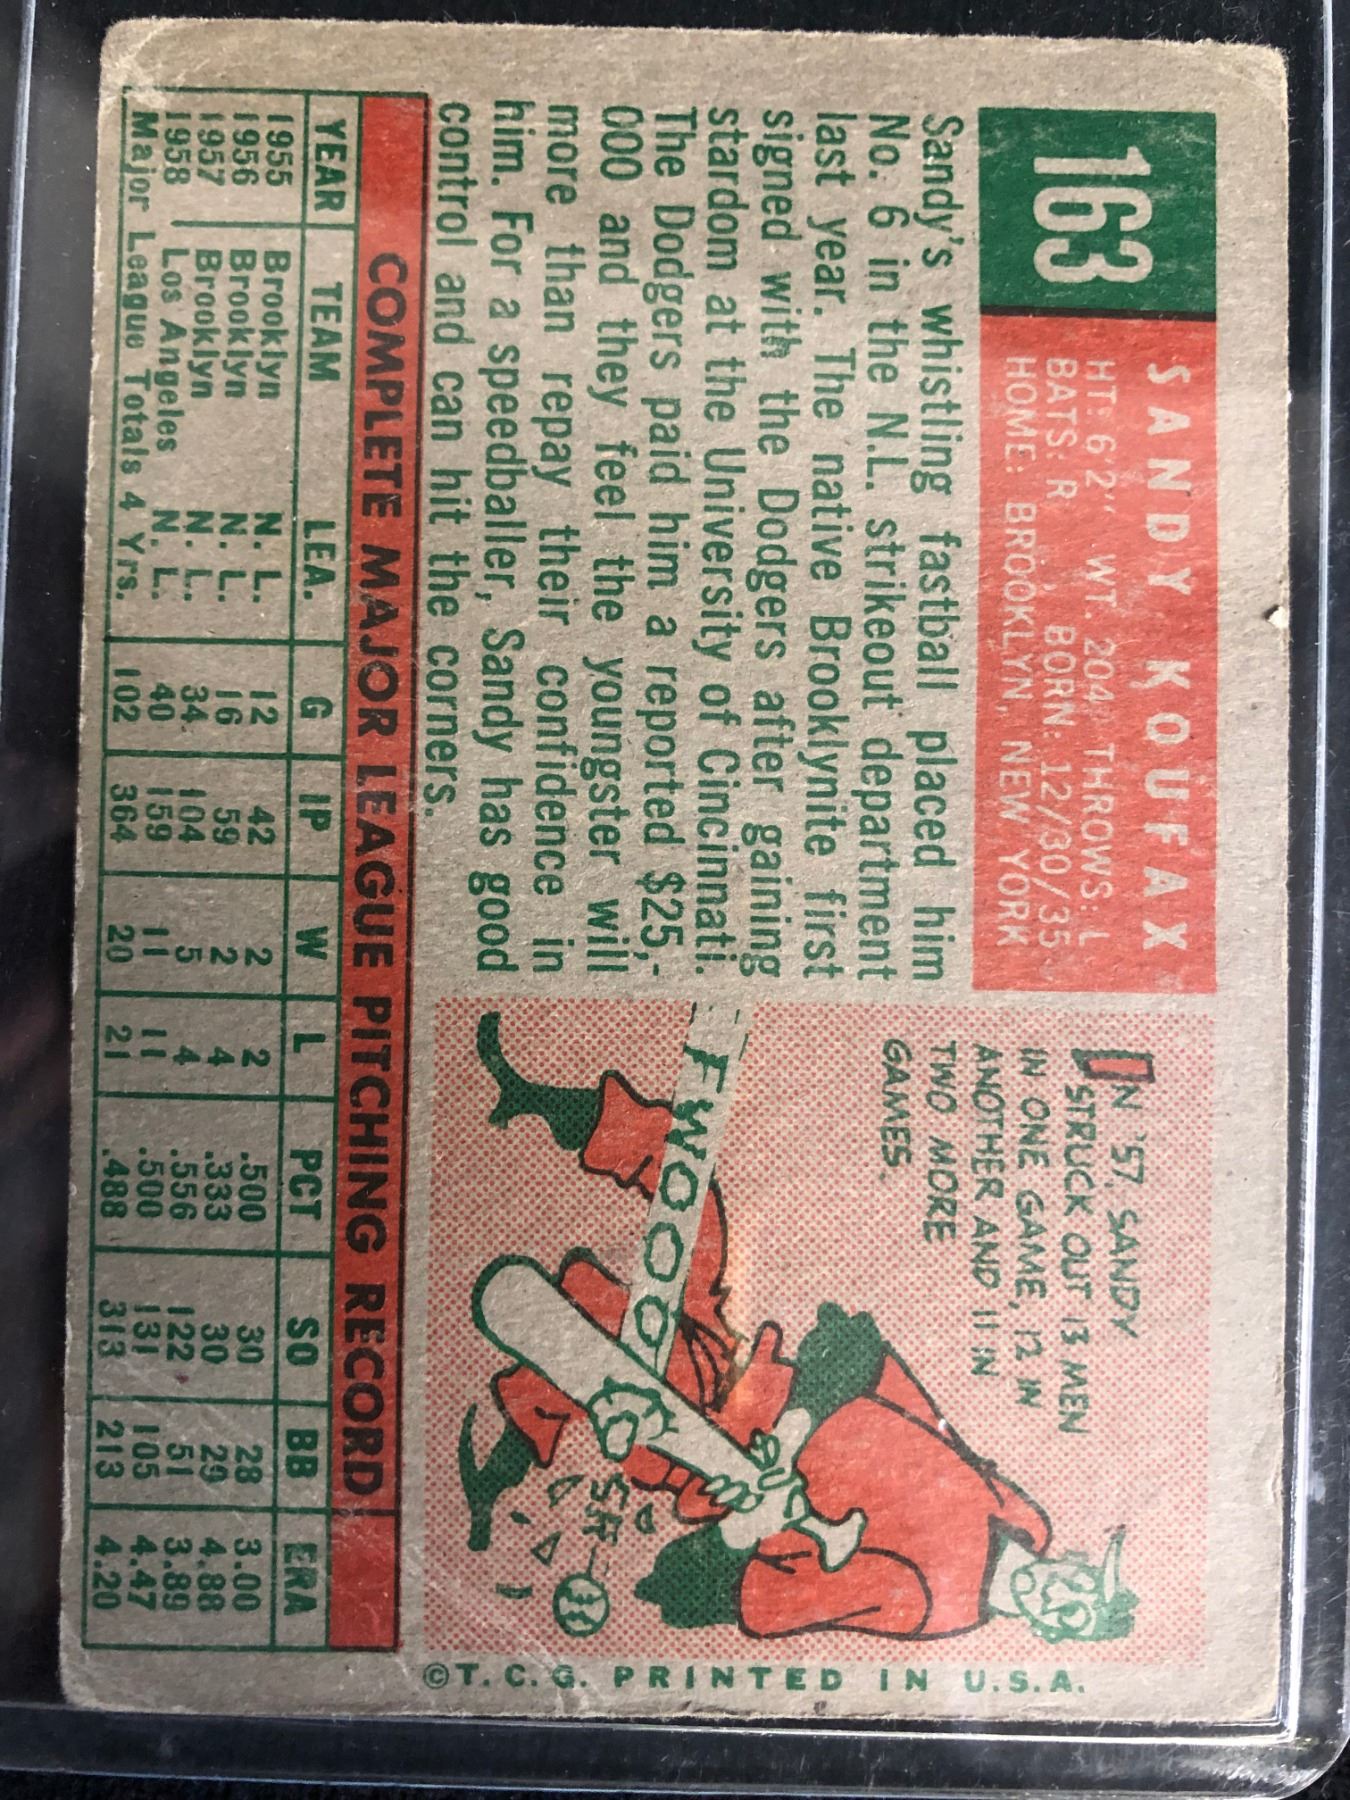 163
SANDY KOUFAX
HT: 6'2" WT. 204 THROWS: L
BATS: R BORN: 12/30/35
HOME: BROOKLYN, NEW YORK
Sandy's whistling fastball placed him
No. 6 in the N.L. strikeout department
last year. The native Brooklynite first
signed with the Dodgers after gaining
stardom at the University of Cincinnati.
The Dodgers paid him a reported $25,-
000 and they feel the youngster will
more than repay their confidence in
him. For a speedballer, Sandy has good
control and can hit the corners.
IN '57, SANDY
STRUCK OUT 13 MEN
IN ONE GAME, 12 IN
ANOTHER AND 11 IN
TWO MORE
GAMES.
FWOOOO
SFF-
COMPLETE MAJOR LEAGUE PITCHING RECORD
YEAR TEAM LEA. G IP W L PCT SO BB ERA
1955 Brooklyn N. L. 12 42 2 2 .500 30 28 3.00
1956 Brooklyn N. L. 16 59 2 4 .333 30 29 4.88
1957 Brooklyn N. L. 34 104 5 4 .556 122 51 3.89
1958 Los Angeles N. L. 40 159 11 11 .500 131 105 4.47
Major League Totals 4 Yrs. 102 364 20 21 .488 313 213 4.20
©T.C.G. PRINTED IN U.S.A.